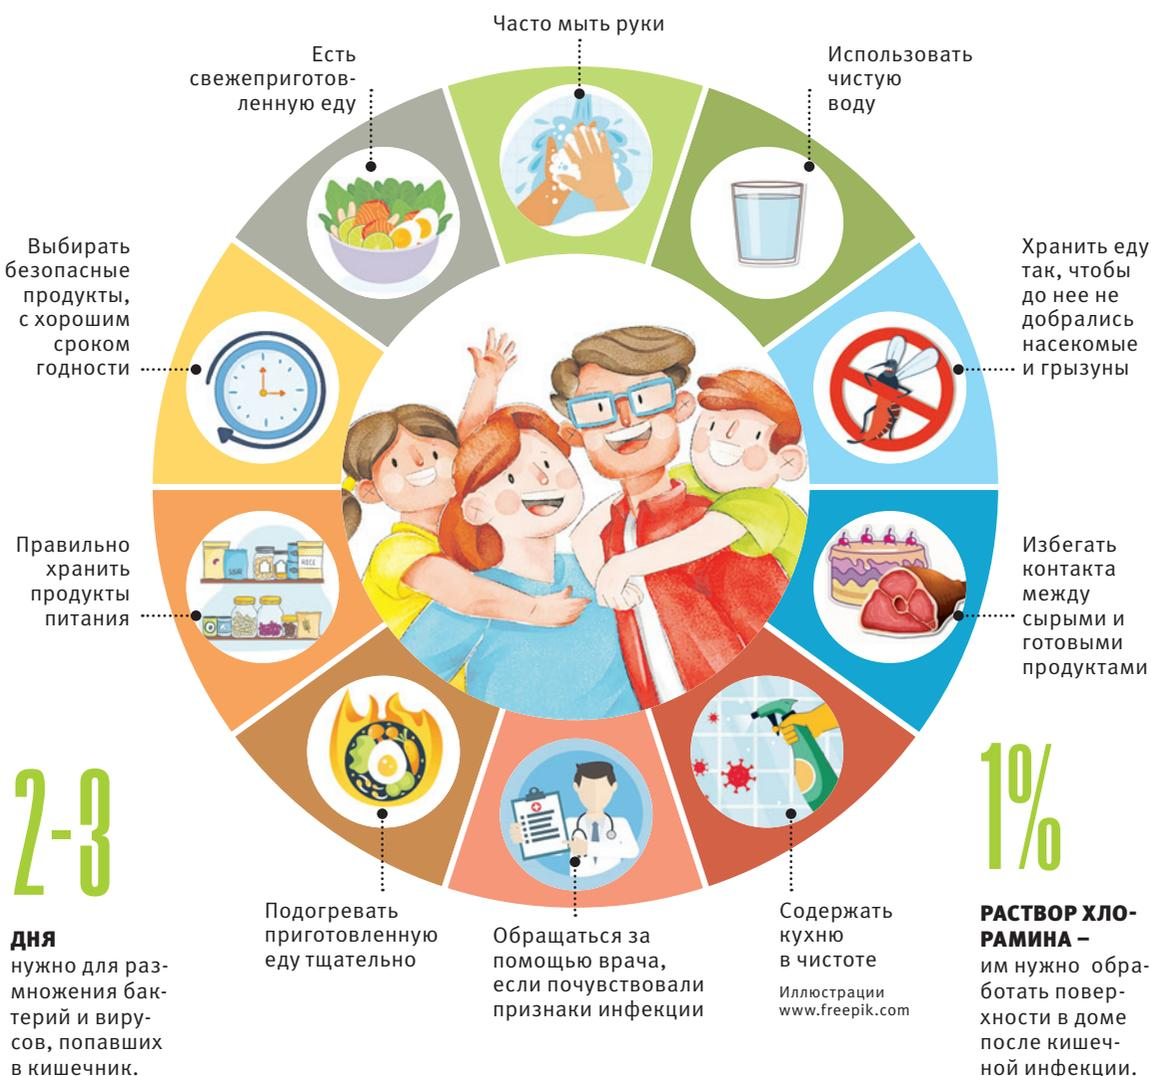 Часто мыть руки
Есть
свежеприготов-
ленную еду
Использовать
чистую
воду
Выбирать
безопасные
продукты,
с хорошим
сроком
годности
Хранить еду
так, чтобы
до нее не
добрались
насекомые
и грызуны
Правильно
хранить
продукты
питания
Избегать
контакта
между
сырыми и
готовыми
продуктами
2-3
ДНЯ
нужно для раз-
множения бак-
терий и виру-
сов, попавших
в кишечник.
Подогревать
приготовленную
еду тщательно
Обращаться за
помощью врача,
если почувствовали
признаки инфекции
Содержать
кухню
в чистоте
Иллюстрации
www.freepik.com
1%
РАСТВОР ХЛО-
РАМИНА –
им нужно обра-
ботать повер-
хности в доме
после кишеч-
ной инфекции.